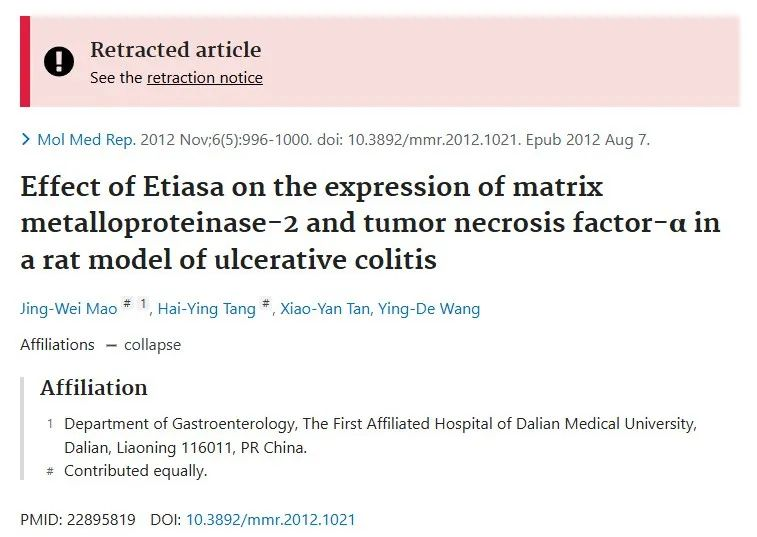 Retracted article
See the retraction notice
Mol Med Rep. 2012 Nov;6(5):996-1000. doi: 10.3892/mmr.2012.1021. Epub 2012 Aug 7.
Effect of Etiasa on the expression of matrix
metalloproteinase-2 and tumor necrosis factor-α in
a rat model of ulcerative colitis
Jing-Wei Mao # 1, Hai-Ying Tang #, Xiao-Yan Tan, Ying-De Wang
Affiliations — collapse
Affiliation
1 Department of Gastroenterology, The First Affiliated Hospital of Dalian Medical University,
Dalian, Liaoning 116011, PR China.
# Contributed equally.
PMID: 22895819 DOI: 10.3892/mmr.2012.1021